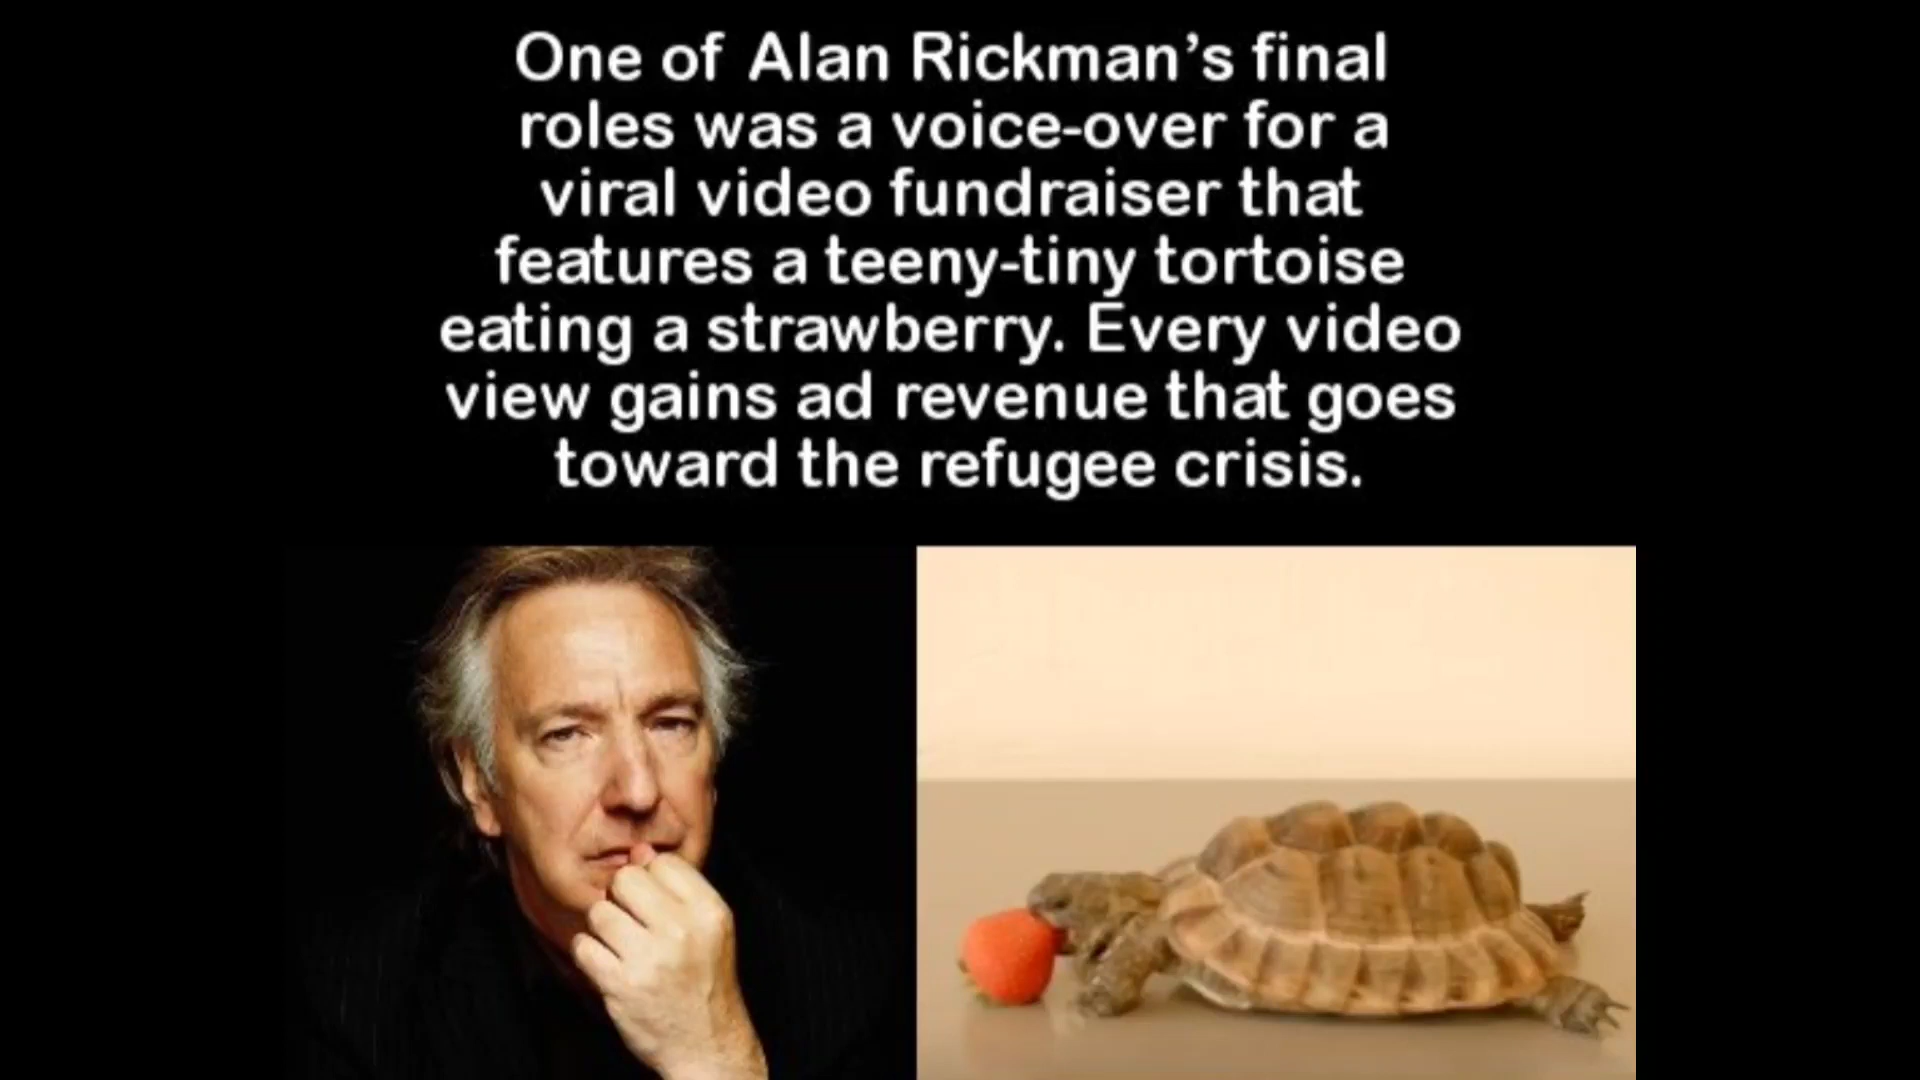 One of Alan Rickman’s final
roles was a voice-over for a
viral video fundraiser that
features a teeny-tiny tortoise
eating a strawberry. Every video
view gains ad revenue that goes
toward the refugee crisis.